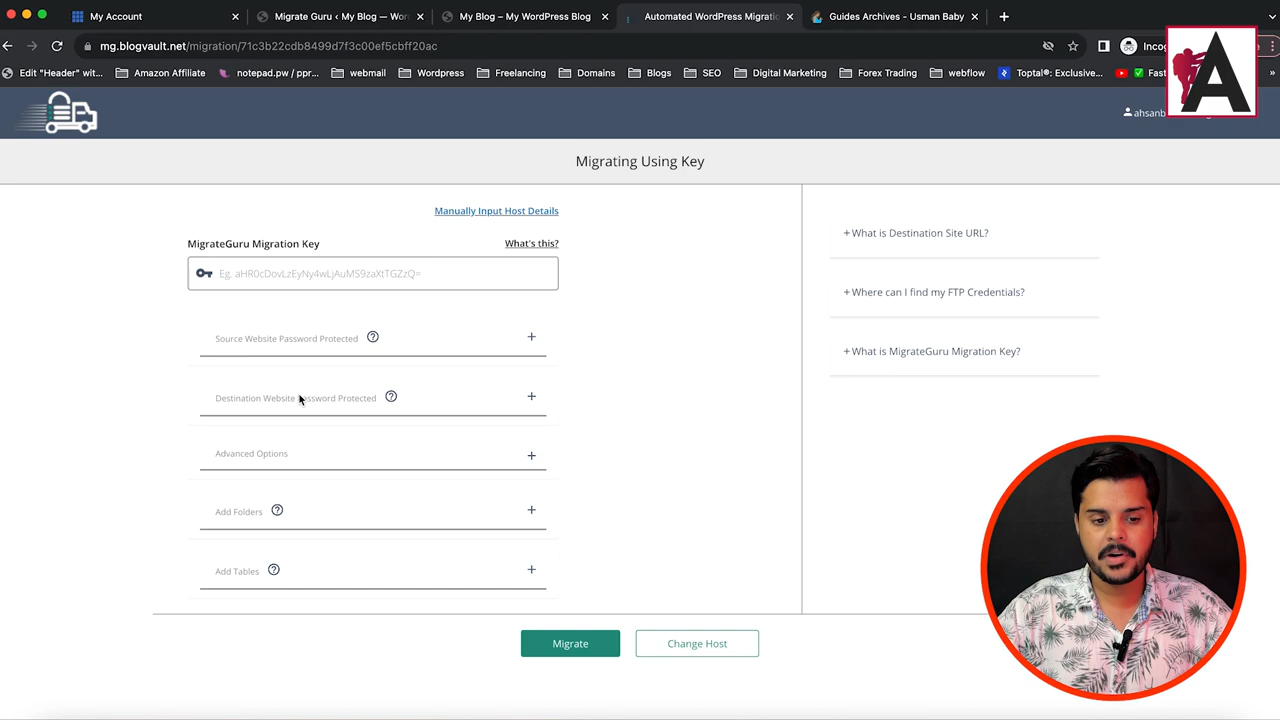 My Account
Migrate Guru ‹ My Blog — Wor
My Blog – My WordPress Blog
Automated WordPress Migratio
Guides Archives - Usman Baby
mg.blogvault.net/migration/71c3b22cdb8499d7f3c00ef5cbff2
Edit "Header" wit...
Amazon Affiliate
notepad.pw / ppr...
webmail
Wordpress
Freelancing
Domains
Blogs
SEO
Digital Marketing
Forex Trading
webflow
Toptal®: Exclusive...
A
Migrating Using Key
Manually Input Host Details
MigrateGuru Migration Key
What's this?
Eg. aHR0cDovLzEyNy4wLjAuMS9zaXtTGZzQ=
+ What is Destination Site URL?
+ Where can I find my FTP Credentials?
+ What is MigrateGuru Migration Key?
Source Website Password Protected
Destination Website Password Protected
Advanced Options
Add Folders
Add Tables
Migrate
Change Host